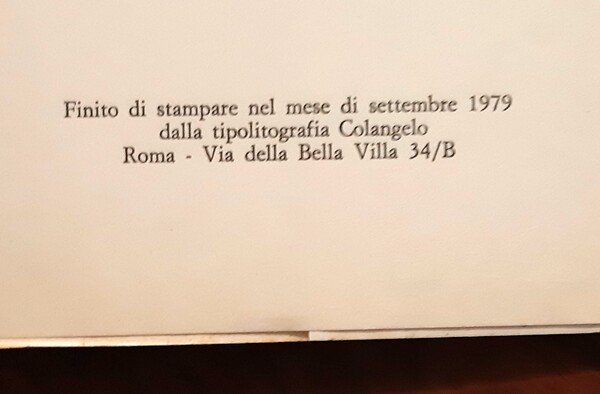 Finito di stampare nel mese di settembre 1979
dalla tipolitografia Colangelo
Roma - Via della Bella Villa 34/B